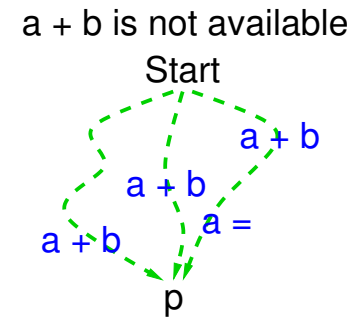 a + b is not available
Start
a + b
a + b
a =
a + b
p